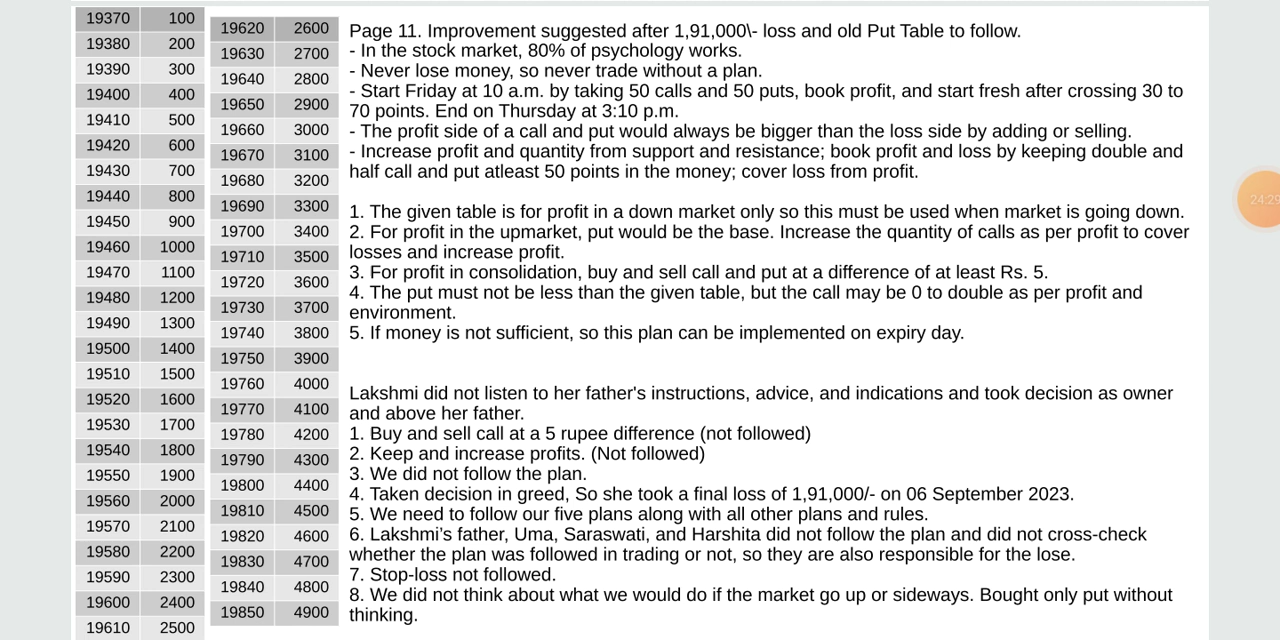 19370 100
19380 200
19390 300
19400 400
19410 500
19420 600
19430 700
19440 800
19450 900
19460 1000
19470 1100
19480 1200
19490 1300
19500 1400
19510 1500
19520 1600
19530 1700
19540 1800
19550 1900
19560 2000
19570 2100
19580 2200
19590 2300
19600 2400
19610 2500
19620 2600
19630 2700
19640 2800
19650 2900
19660 3000
19670 3100
19680 3200
19690 3300
19700 3400
19710 3500
19720 3600
19730 3700
19740 3800
19750 3900
19760 4000
19770 4100
19780 4200
19790 4300
19800 4400
19810 4500
19820 4600
19830 4700
19840 4800
19850 4900
Page 11. Improvement suggested after 1,91,000\- loss and old Put Table to follow.
- In the stock market, 80% of psychology works.
- Never lose money, so never trade without a plan.
- Start Friday at 10 a.m. by taking 50 calls and 50 puts, book profit, and start fresh after crossing 30 to
70 points. End on Thursday at 3:10 p.m.
- The profit side of a call and put would always be bigger than the loss side by adding or selling.
- Increase profit and quantity from support and resistance; book profit and loss by keeping double and
half call and put atleast 50 points in the money; cover loss from profit.
1. The given table is for profit in a down market only so this must be used when market is going down.
2. For profit in the upmarket, put would be the base. Increase the quantity of calls as per profit to cover
losses and increase profit.
3. For profit in consolidation, buy and sell call and put at a difference of at least Rs. 5.
4. The put must not be less than the given table, but the call may be 0 to double as per profit and
environment.
5. If money is not sufficient, so this plan can be implemented on expiry day.
Lakshmi did not listen to her father's instructions, advice, and indications and took decision as owner
and above her father.
1. Buy and sell call at a 5 rupee difference (not followed)
2. Keep and increase profits. (Not followed)
3. We did not follow the plan.
4. Taken decision in greed, So she took a final loss of 1,91,000/- on 06 September 2023.
5. We need to follow our five plans along with all other plans and rules.
6. Lakshmi’s father, Uma, Saraswati, and Harshita did not follow the plan and did not cross-check
whether the plan was followed in trading or not, so they are also responsible for the lose.
7. Stop-loss not followed.
8. We did not think about what we would do if the market go up or sideways. Bought only put without
thinking.
24:29